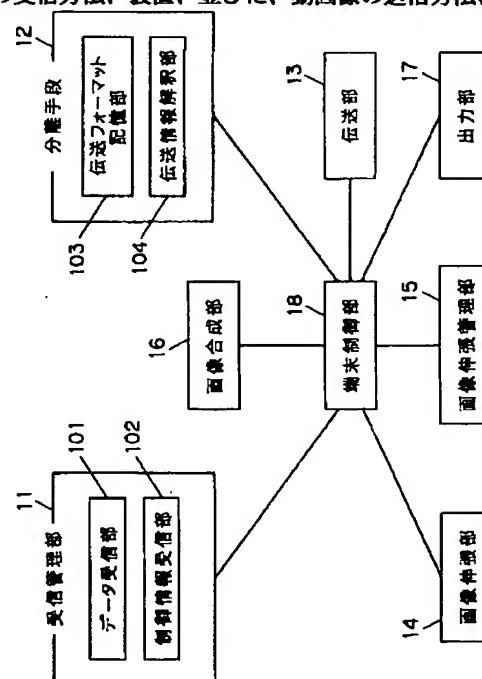 の受信方法、装置、並びに、動画像の送信方法、
11
受信管理部
101
データ受信部
102
制御情報受信部
12
分離手段
103
伝送フォーマット
記憶部
104
伝送情報解釈部
16
画像合成部
13
伝送部
18
端末制御部
14
画像伸張部
15
画像伸張管理部
17
出力部